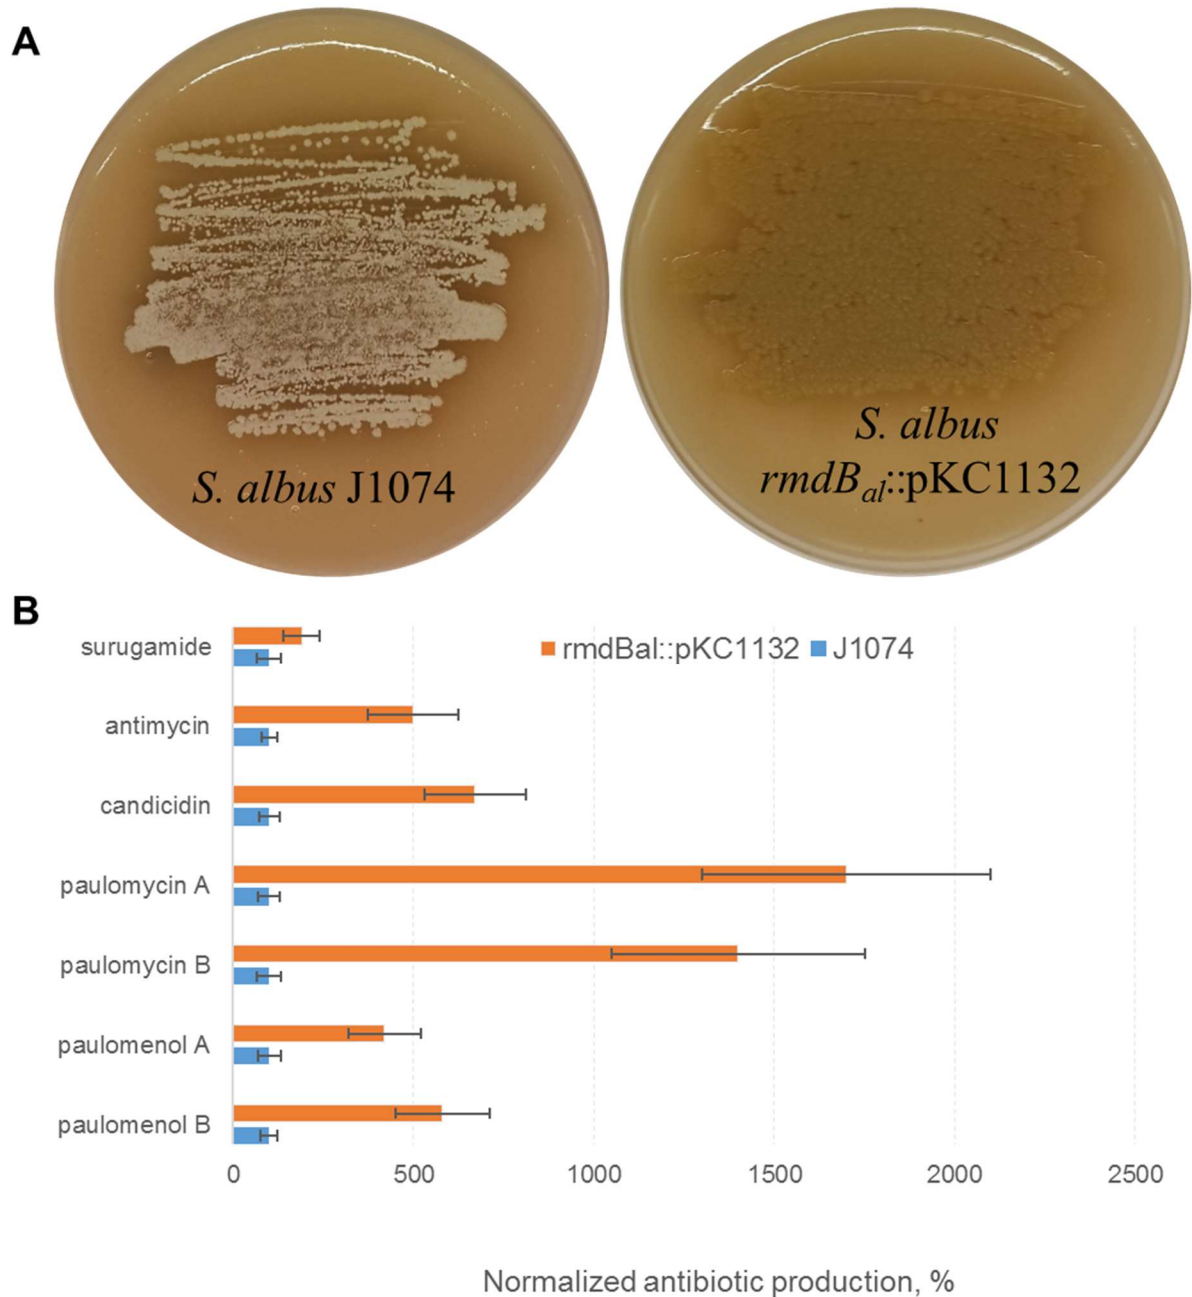 A
S. albus J1074
S. albus
rmdBal::pKC1132
B
rmdBal::pKC1132 J1074
surugamide
antimycin
candicidin
paulomycin A
paulomycin B
paulomenol A
paulomenol B
0 500 1000 1500 2000 2500
Normalized antibiotic production, %